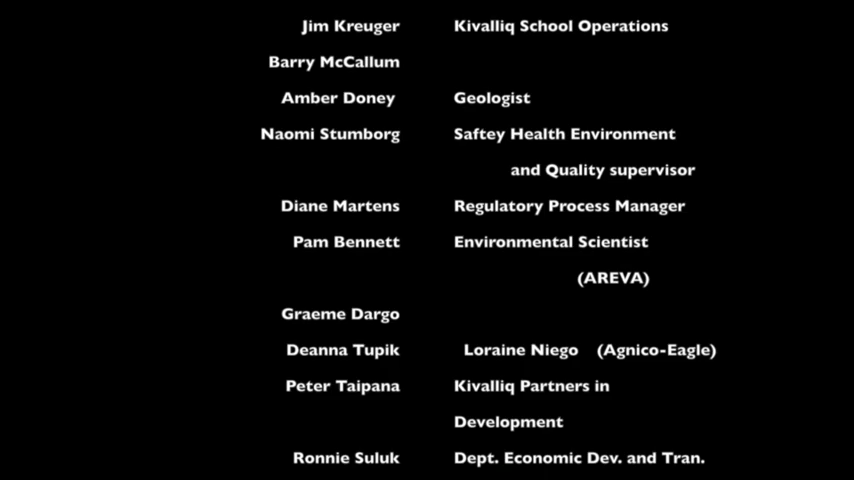 Jim Kreuger Kivalliq School Operations
Barry McCallum
Amber Doney Geologist
Naomi Stumborg Saftey Health Environment
and Quality supervisor
Diane Martens Regulatory Process Manager
Pam Bennett Environmental Scientist
(AREVA)
Graeme Dargo
Deanna Tupik Loraine Niego (Agnico-Eagle)
Peter Taipana Kivalliq Partners in
Development
Ronnie Suluk Dept. Economic Dev. and Tran.